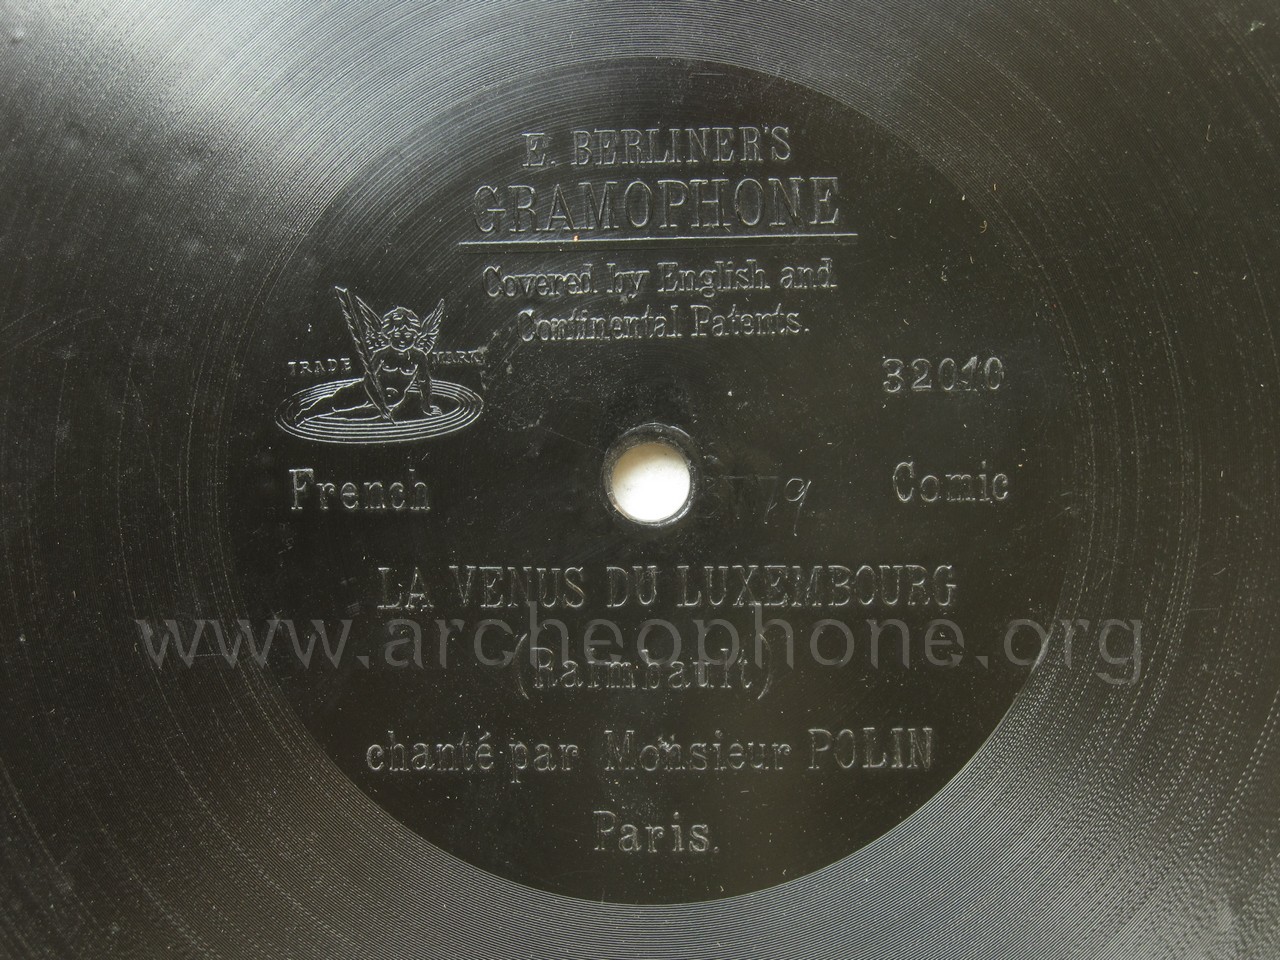 E. BERLINER'S
GRAMOPHONE
Covered by English and
Continental Patents.
TRADE MARK
32010
French
Comic
LA VENUS DU LUXEMBOURG
www.archeophone.org
(Raimbault)
chanté par Monsieur POLIN
Paris.